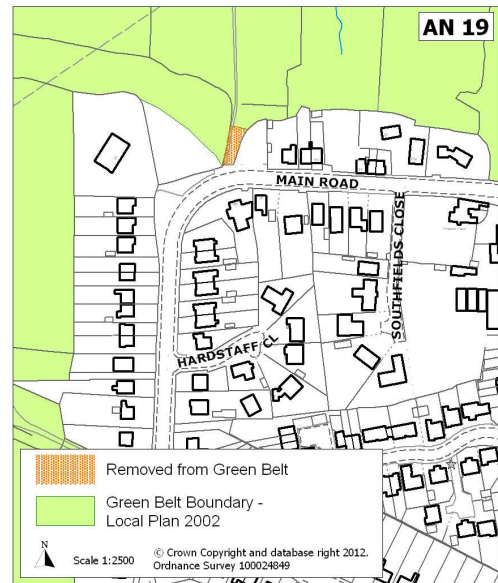 AN 19
MAIN ROAD
SOUTHFIELDS CLOSE
HARDSTAFF CL
Removed from Green Belt
Green Belt Boundary -
Local Plan 2002
N
Scale 1:2500
© Crown Copyright and database right 2012.
Ordnance Survey 100024849